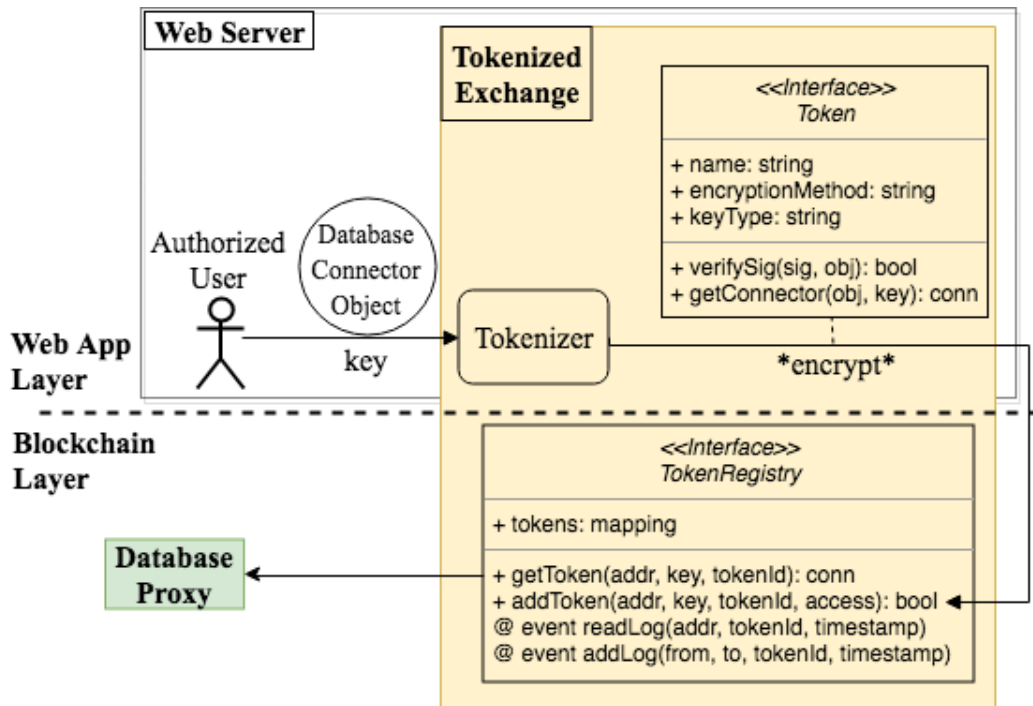 Web Server
Tokenized
Exchange
<<Interface>>
Token
+ name: string
+ encryptionMethod: string
+ keyType: string
+ verifySig(sig, obj): bool
+ getConnector(obj, key): conn
Authorized
User
Database
Connector
Object
key
Tokenizer
*encrypt*
Web App
Layer
Blockchain
Layer
<<Interface>>
TokenRegistry
+ tokens: mapping
+ getToken(addr, key, tokenId): conn
+ addToken(addr, key, tokenId, access): bool
@ event readLog(addr, tokenId, timestamp)
@ event addLog(from, to, tokenId, timestamp)
Database
Proxy